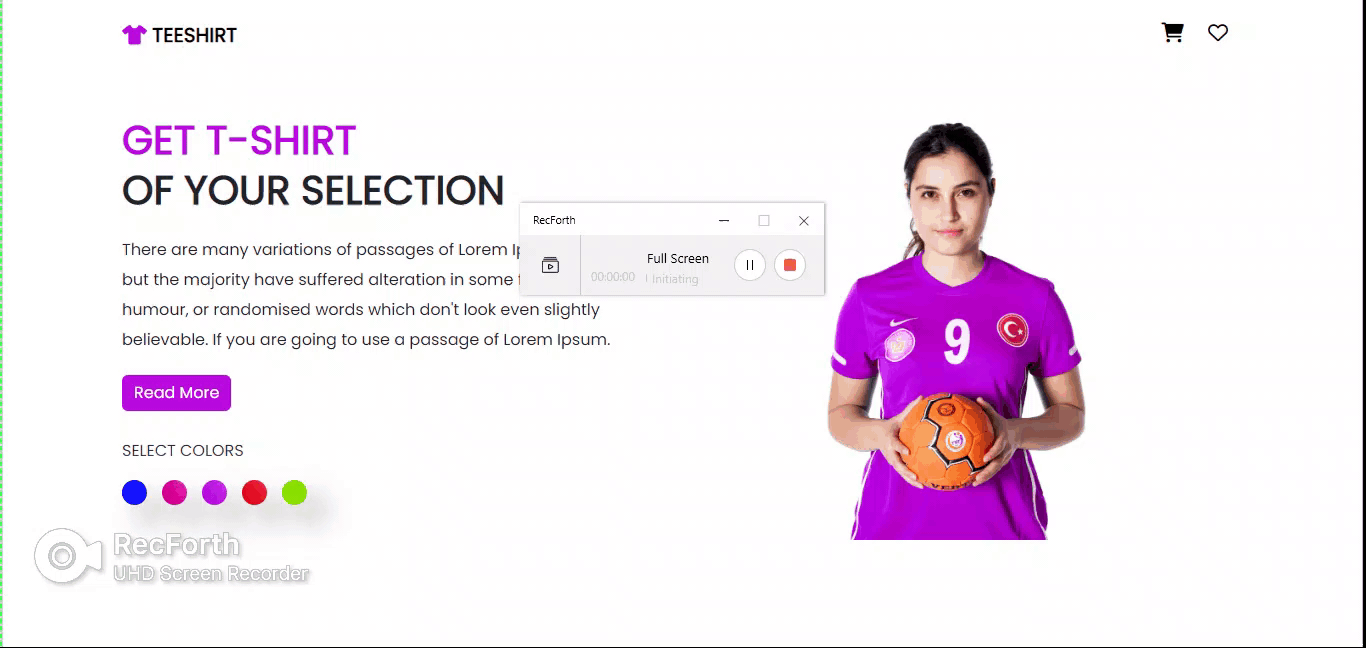 TEESHIRT
GET T-SHIRT
OF YOUR SELECTION
RecForth
Full Screen
00:00:00
Initiating
There are many variations of passages of Lorem
but the majority have suffered alteration in some
humour, or randomised words which don't look even slightly
believable. If you are going to use a passage of Lorem Ipsum.
9
Read More
SELECT COLORS
RecForth
UHD Screen Recorder